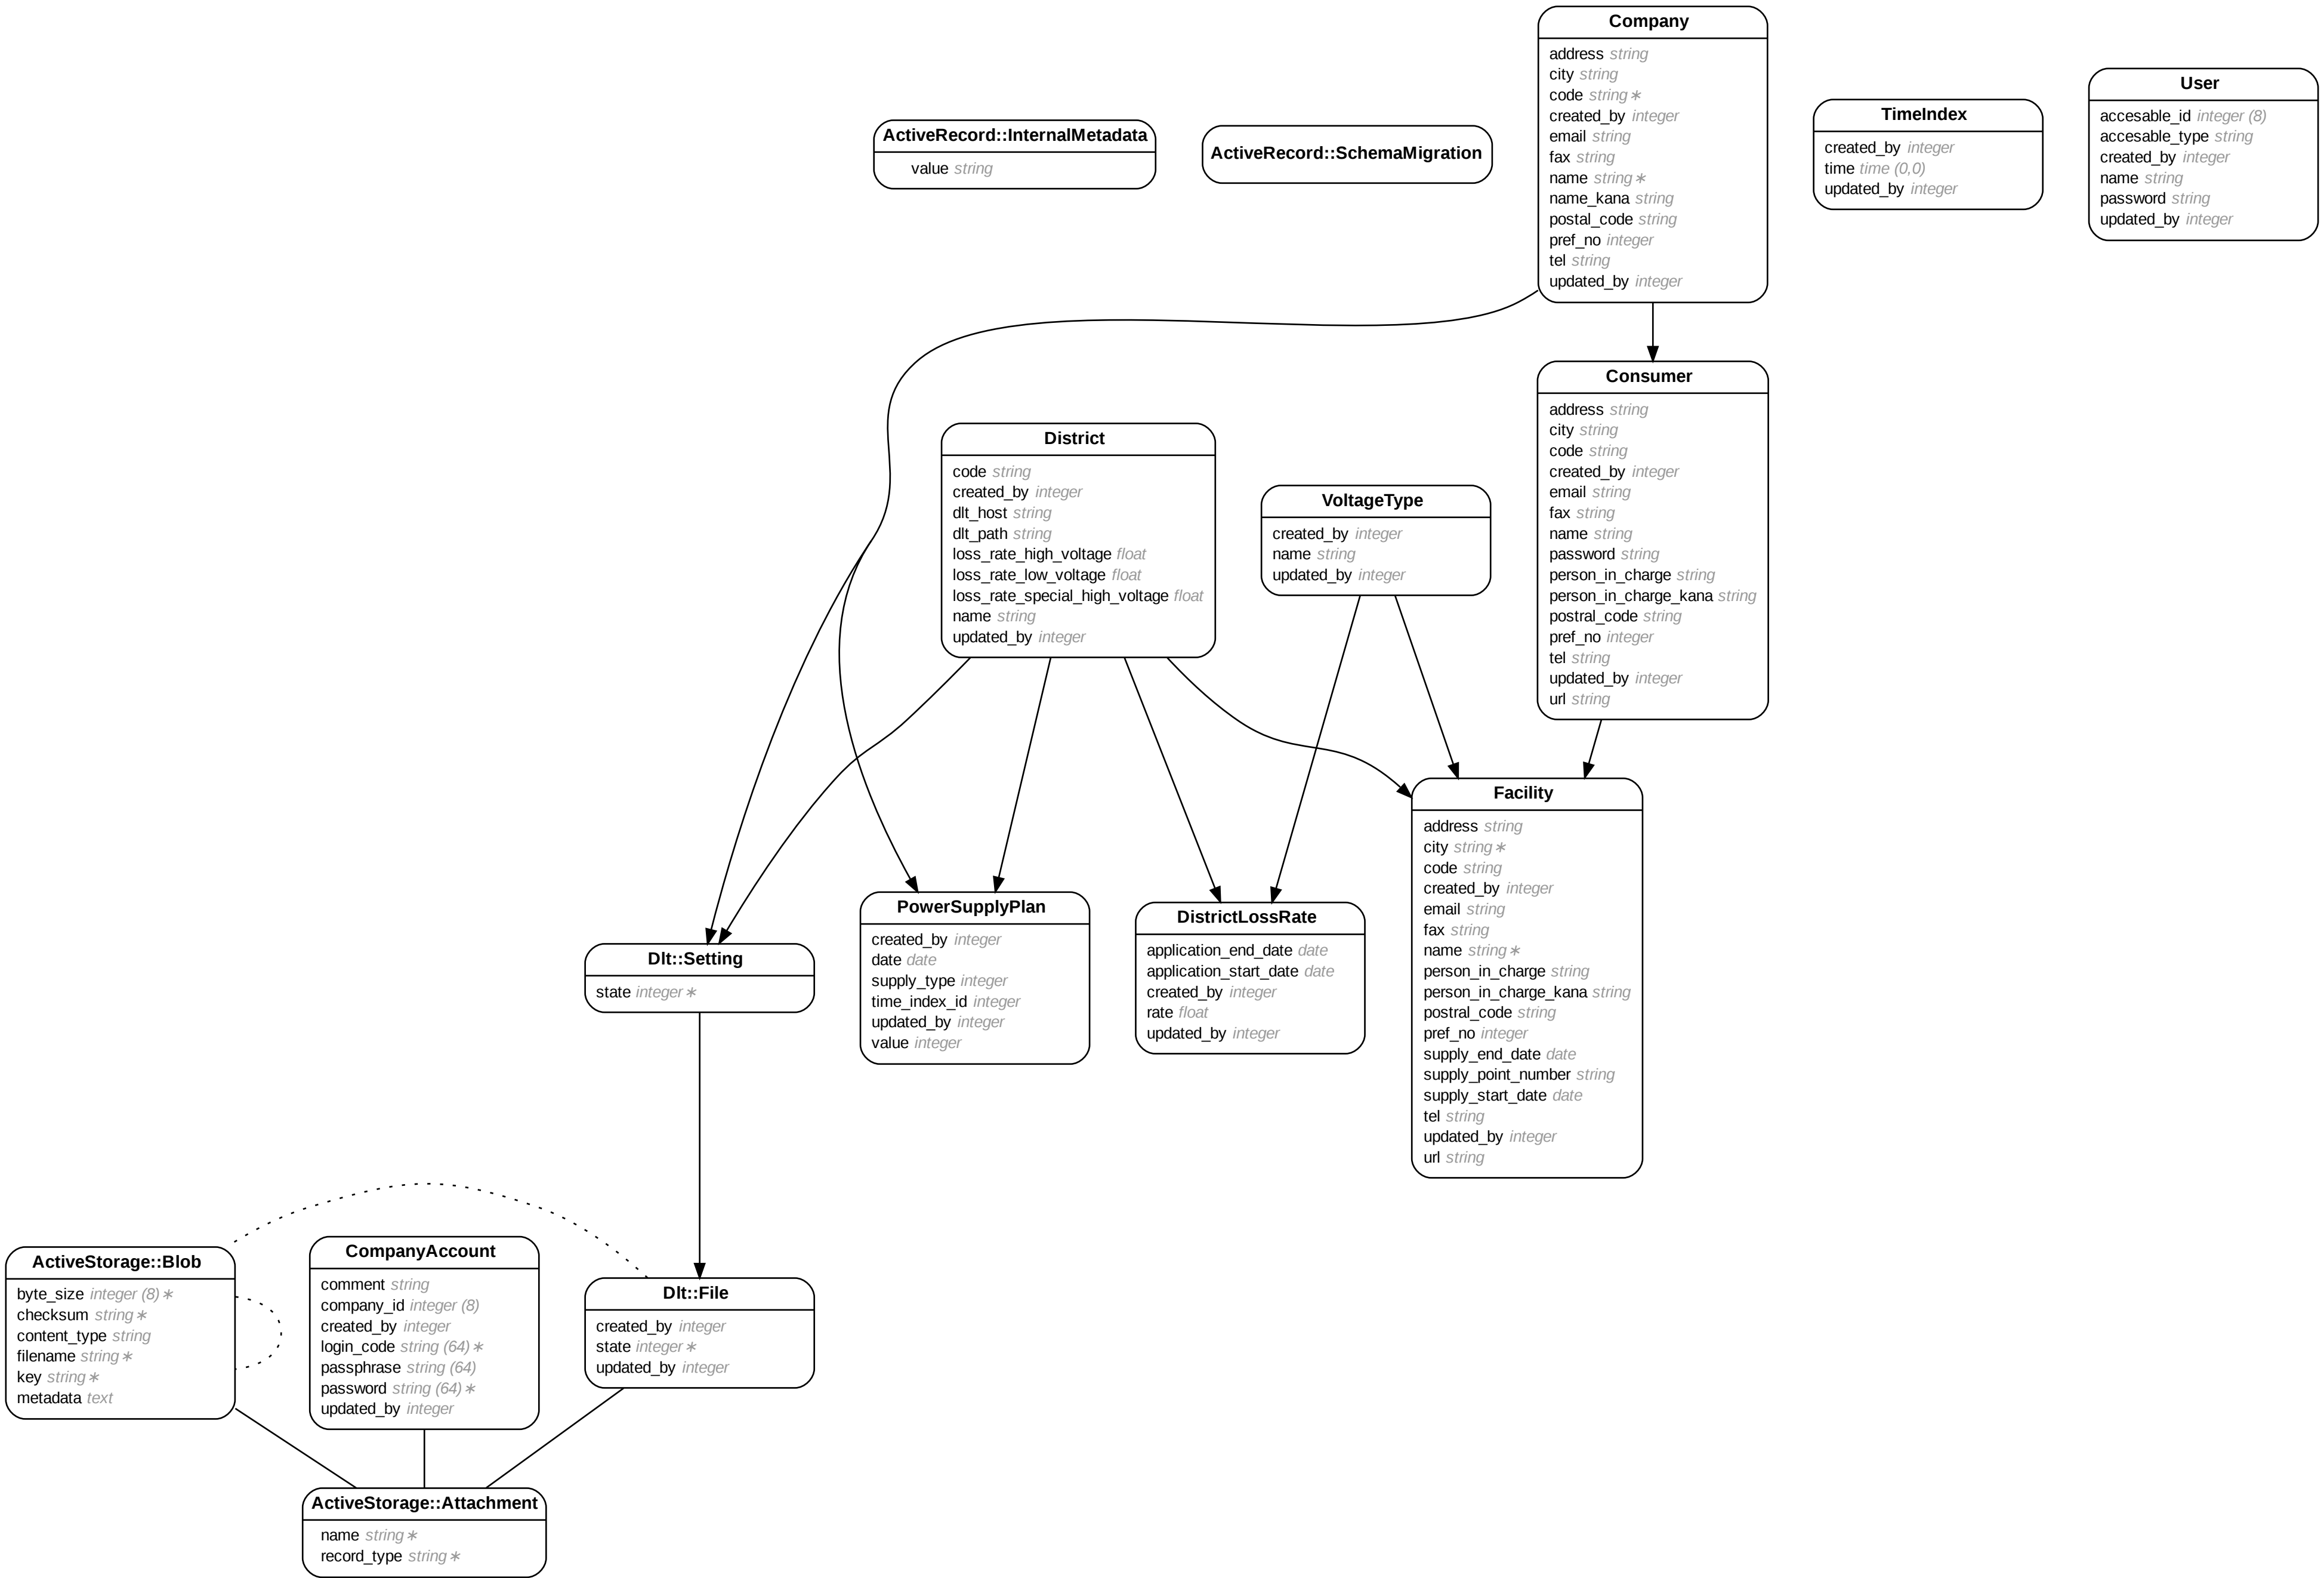 Company
address string
city string
code string∗
created_by integer
email string
fax string
name string∗
name_kana string
postal_code string
pref_no integer
tel string
updated_by integer
ActiveRecord::InternalMetadata
value string
ActiveRecord::SchemaMigration
TimeIndex
created_by integer
time time (0,0)
updated_by integer
User
accesable_id integer (8)
accesable_type string
created_by integer
name string
password string
updated_by integer
Consumer
address string
city string
code string
created_by integer
email string
fax string
name string
password string
person_in_charge string
person_in_charge_kana string
postral_code string
pref_no integer
tel string
updated_by integer
url string
District
code string
created_by integer
dlt_host string
dlt_path string
loss_rate_high_voltage float
loss_rate_low_voltage float
loss_rate_special_high_voltage float
name string
updated_by integer
VoltageType
created_by integer
name string
updated_by integer
Facility
address string
city string∗
code string
created_by integer
email string
fax string
name string∗
person_in_charge string
person_in_charge_kana string
postral_code string
pref_no integer
supply_end_date date
supply_point_number string
supply_start_date date
tel string
updated_by integer
url string
Dlt::Setting
state integer∗
PowerSupplyPlan
created_by integer
date date
supply_type integer
time_index_id integer
updated_by integer
value integer
DistrictLossRate
application_end_date date
application_start_date date
created_by integer
rate float
updated_by integer
ActiveStorage::Blob
byte_size integer (8)∗
checksum string∗
content_type string
filename string∗
key string∗
metadata text
CompanyAccount
comment string
company_id integer (8)
created_by integer
login_code string (64)∗
passphrase string (64)
password string (64)∗
updated_by integer
Dlt::File
created_by integer
state integer∗
updated_by integer
ActiveStorage::Attachment
name string∗
record_type string∗